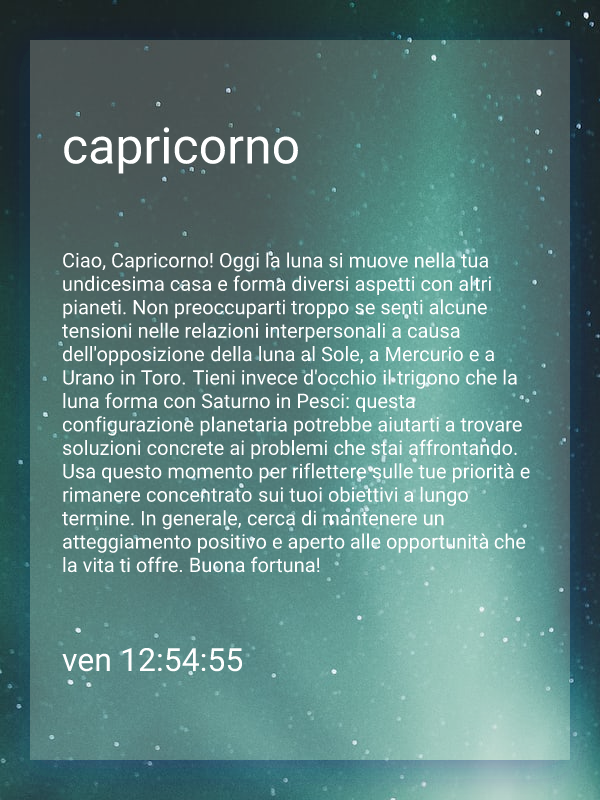 capricorno
Ciao, Capricorno! Oggi la luna si muove nella tua
undicesima casa e forma diversi aspetti con altri
pianeti. Non preoccuparti troppo se senti alcune
tensioni nelle relazioni interpersonali a causa
dell'opposizione della luna al Sole, a Mercurio e a
Urano in Toro. Tieni invece d'occhio il trigono che la
luna forma con Saturno in Pesci: questa
configurazione planetaria potrebbe aiutarti a trovare
soluzioni concrete ai problemi che stai affrontando.
Usa questo momento per riflettere sulle tue priorità e
rimanere concentrato sui tuoi obiettivi a lungo
termine. In generale, cerca di mantenere un
atteggiamento positivo e aperto alle opportunità che
la vita ti offre. Buona fortuna!
ven 12:54:55